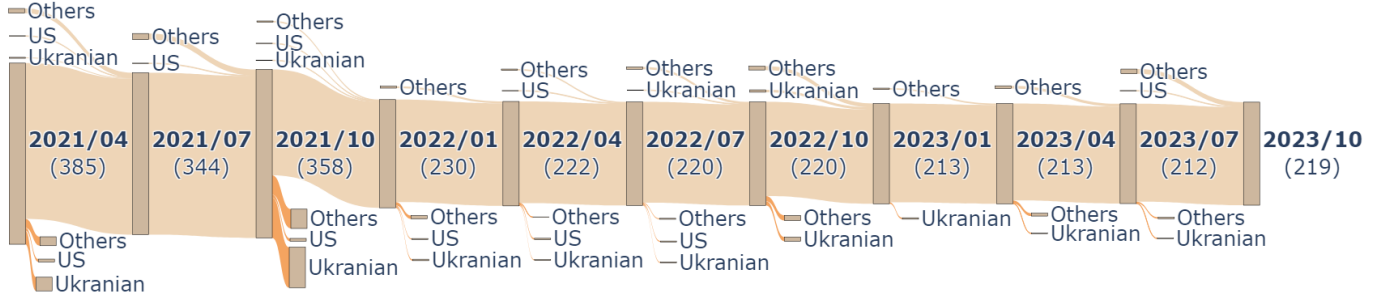 Others
US
Ukranian
2021/04
(385)
Others
US
Ukranian
Others
US
2021/07
(344)
Others
US
Ukranian
2021/10
(358)
Others
US
Ukranian
Others
2022/01
(230)
Others
US
Ukranian
Others
US
2022/04
(222)
Others
US
Ukranian
Others
Ukranian
2022/07
(220)
Others
US
Ukranian
Others
Ukranian
2022/10
(220)
Others
Ukranian
Others
2023/01
(213)
Ukranian
Others
2023/04
(213)
Others
Ukranian
Others
US
2023/07
(212)
Others
Ukranian
2023/10
(219)